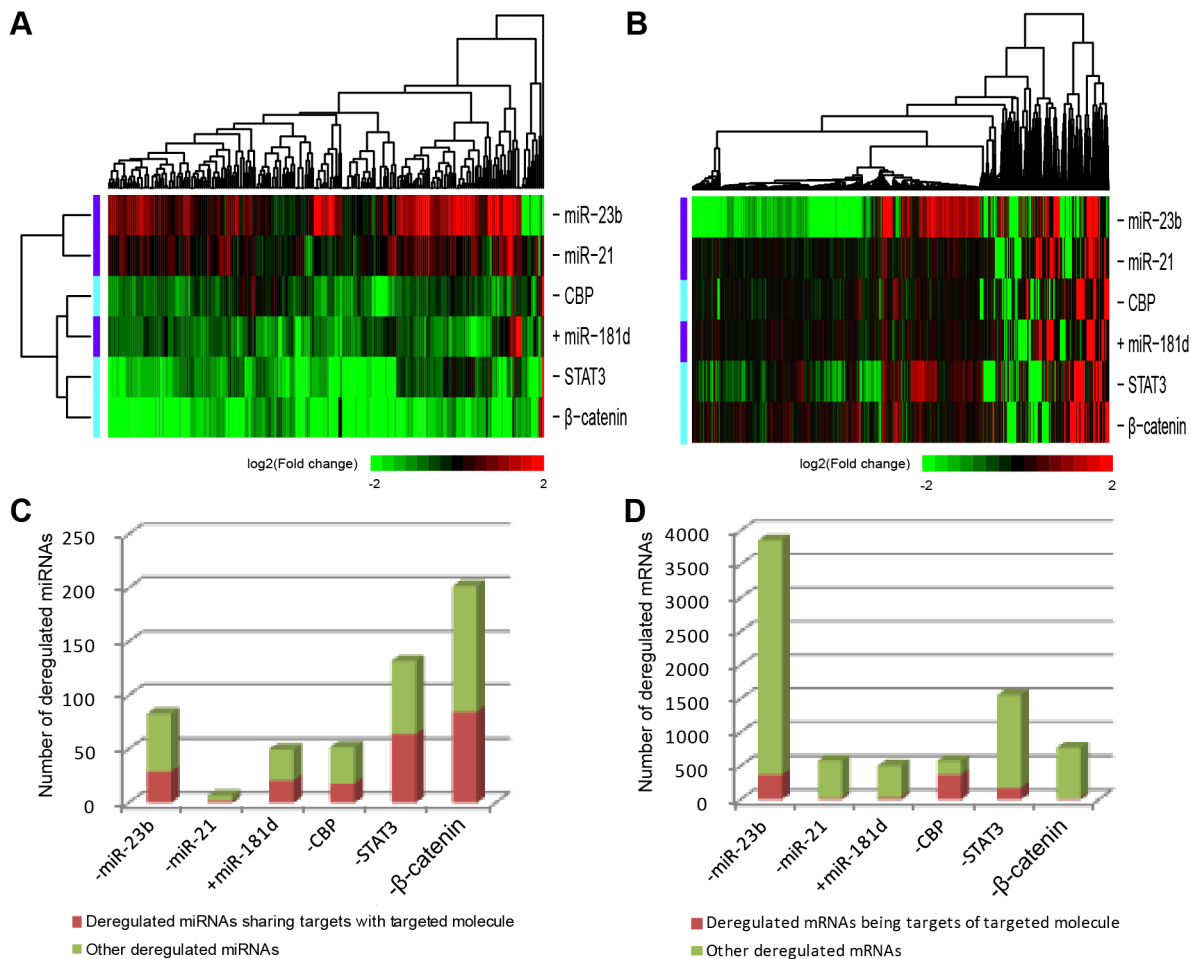 A
– miR–23b
– miR–21
– CBP
+ miR–181d
– STAT3
– β–catenin
log2(Fold change)
-2
2
B
– miR–23b
– miR–21
– CBP
+ miR–181d
– STAT3
– β–catenin
log2(Fold change)
-2
2
C
Number of deregulated miRNAs
250
200
150
100
50
0
-miR-23b
-miR-21
+miR-181d
-CBP
-STAT3
-β-catenin
Deregulated miRNAs sharing targets with targeted molecule
Other deregulated miRNAs
D
Number of deregulated mRNAs
4000
3500
3000
2500
2000
1500
1000
500
0
-miR-23b
-miR-21
+miR-181d
-CBP
-STAT3
-β-catenin
Deregulated mRNAs being targets of targeted molecule
Other deregulated mRNAs